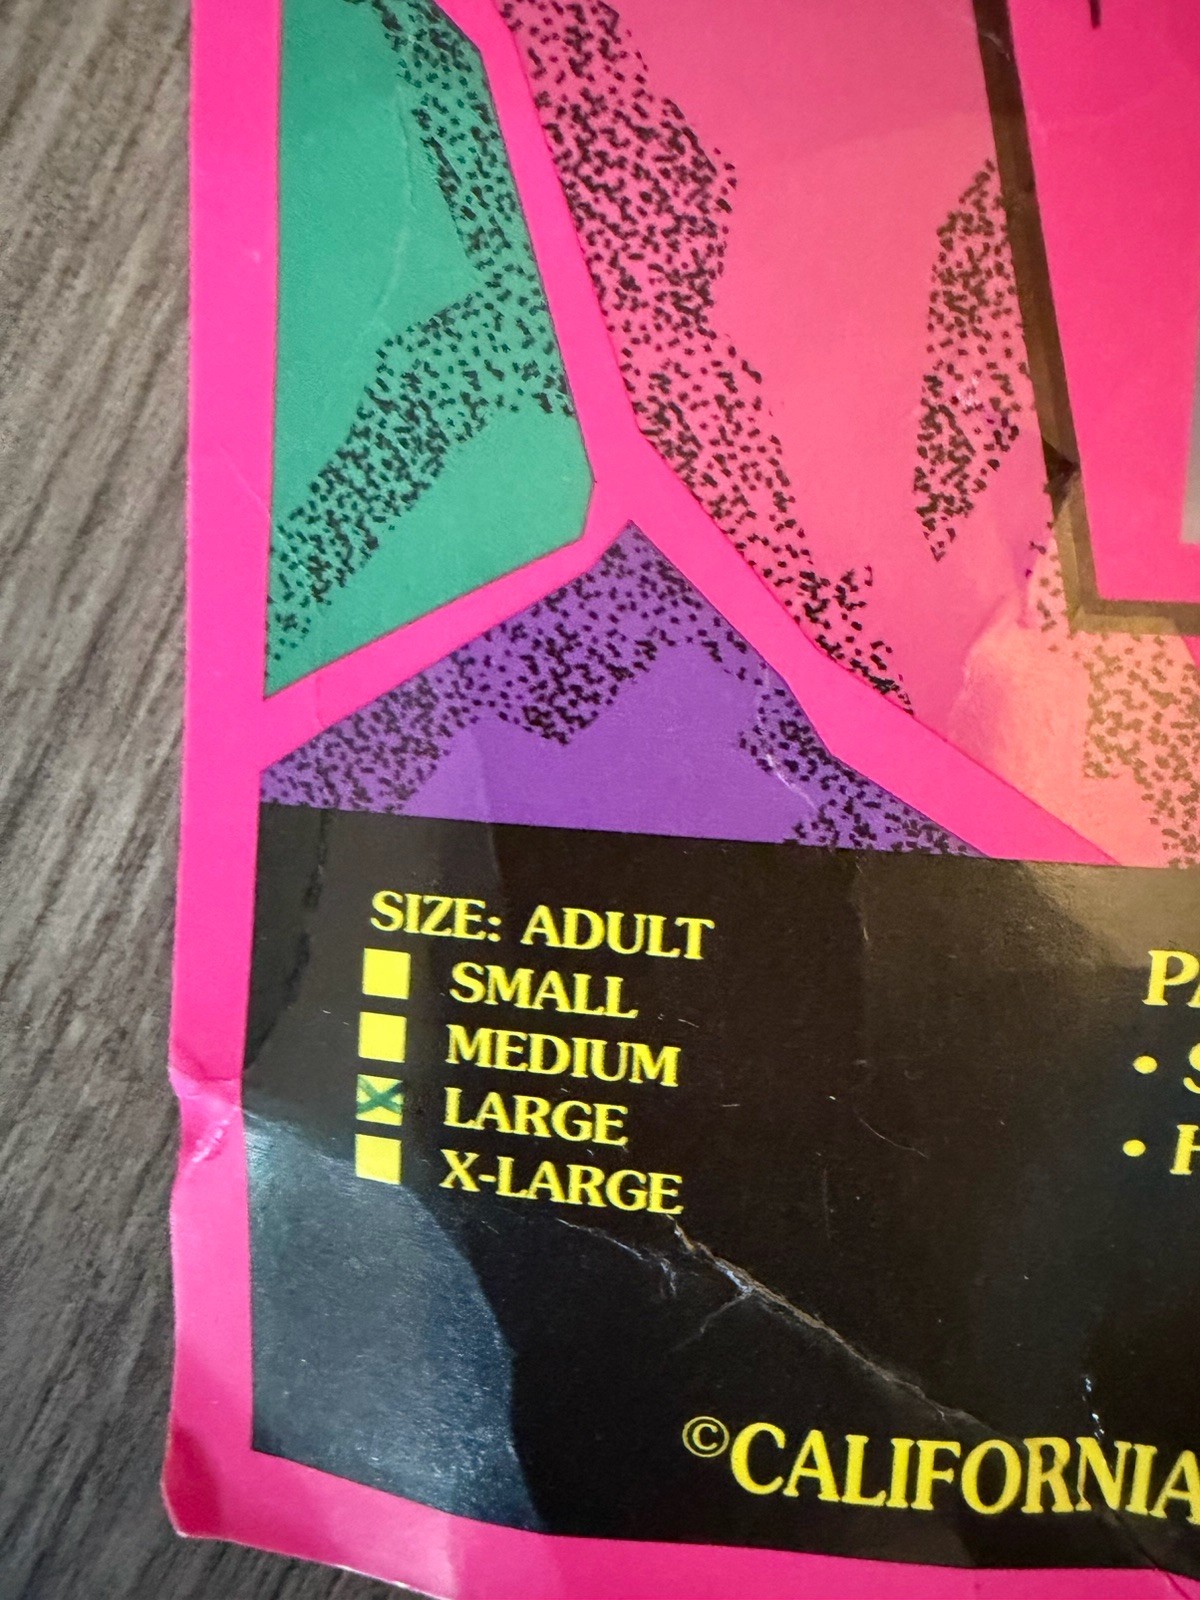 SIZE: ADULT
SMALL
MEDIUM
LARGE
X-LARGE
©CALIFORNIA